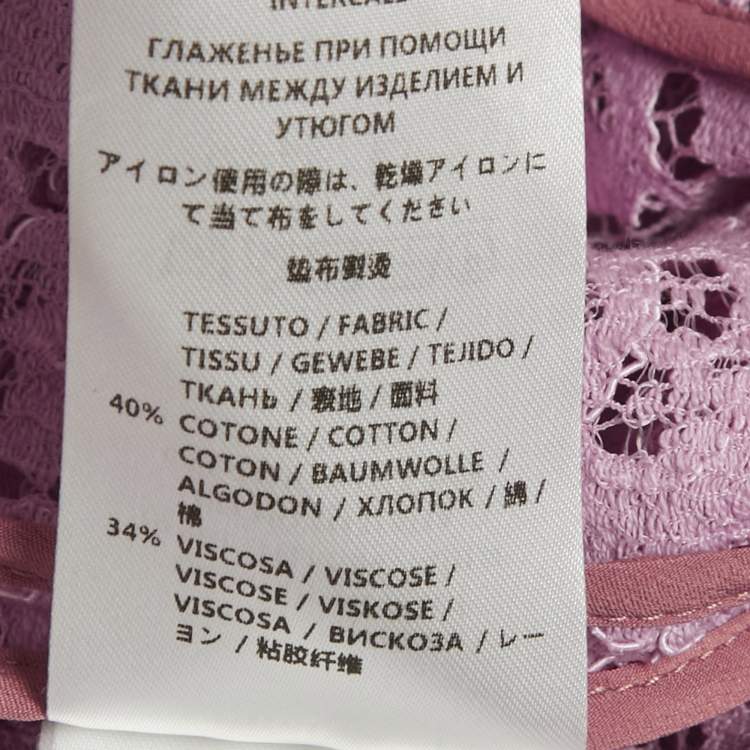 ГЛАЖЕНЬЕ ПРИ ПОМОЩИ
ТКАНИ МЕЖДУ ИЗДЕЛИЕМ И
УТЮГОМ
アイロン使用の際は、乾燥アイロンに
て当て布をしてください
垫布熨烫
TESSUTO / FABRIC /
TISSU / GEWEBE / TEJIDO /
ТКАНЬ / 表地 / 面料
40% COTONE / COTTON /
COTON / BAUMWOLLE /
ALGODON / ХЛОПОК / 綿 /
棉
34% VISCOSA / VISCOSE /
VISCOSE / VISKOSE /
VISCOSA / ВИСКОЗА / レー
ヨン / 粘胶纤维